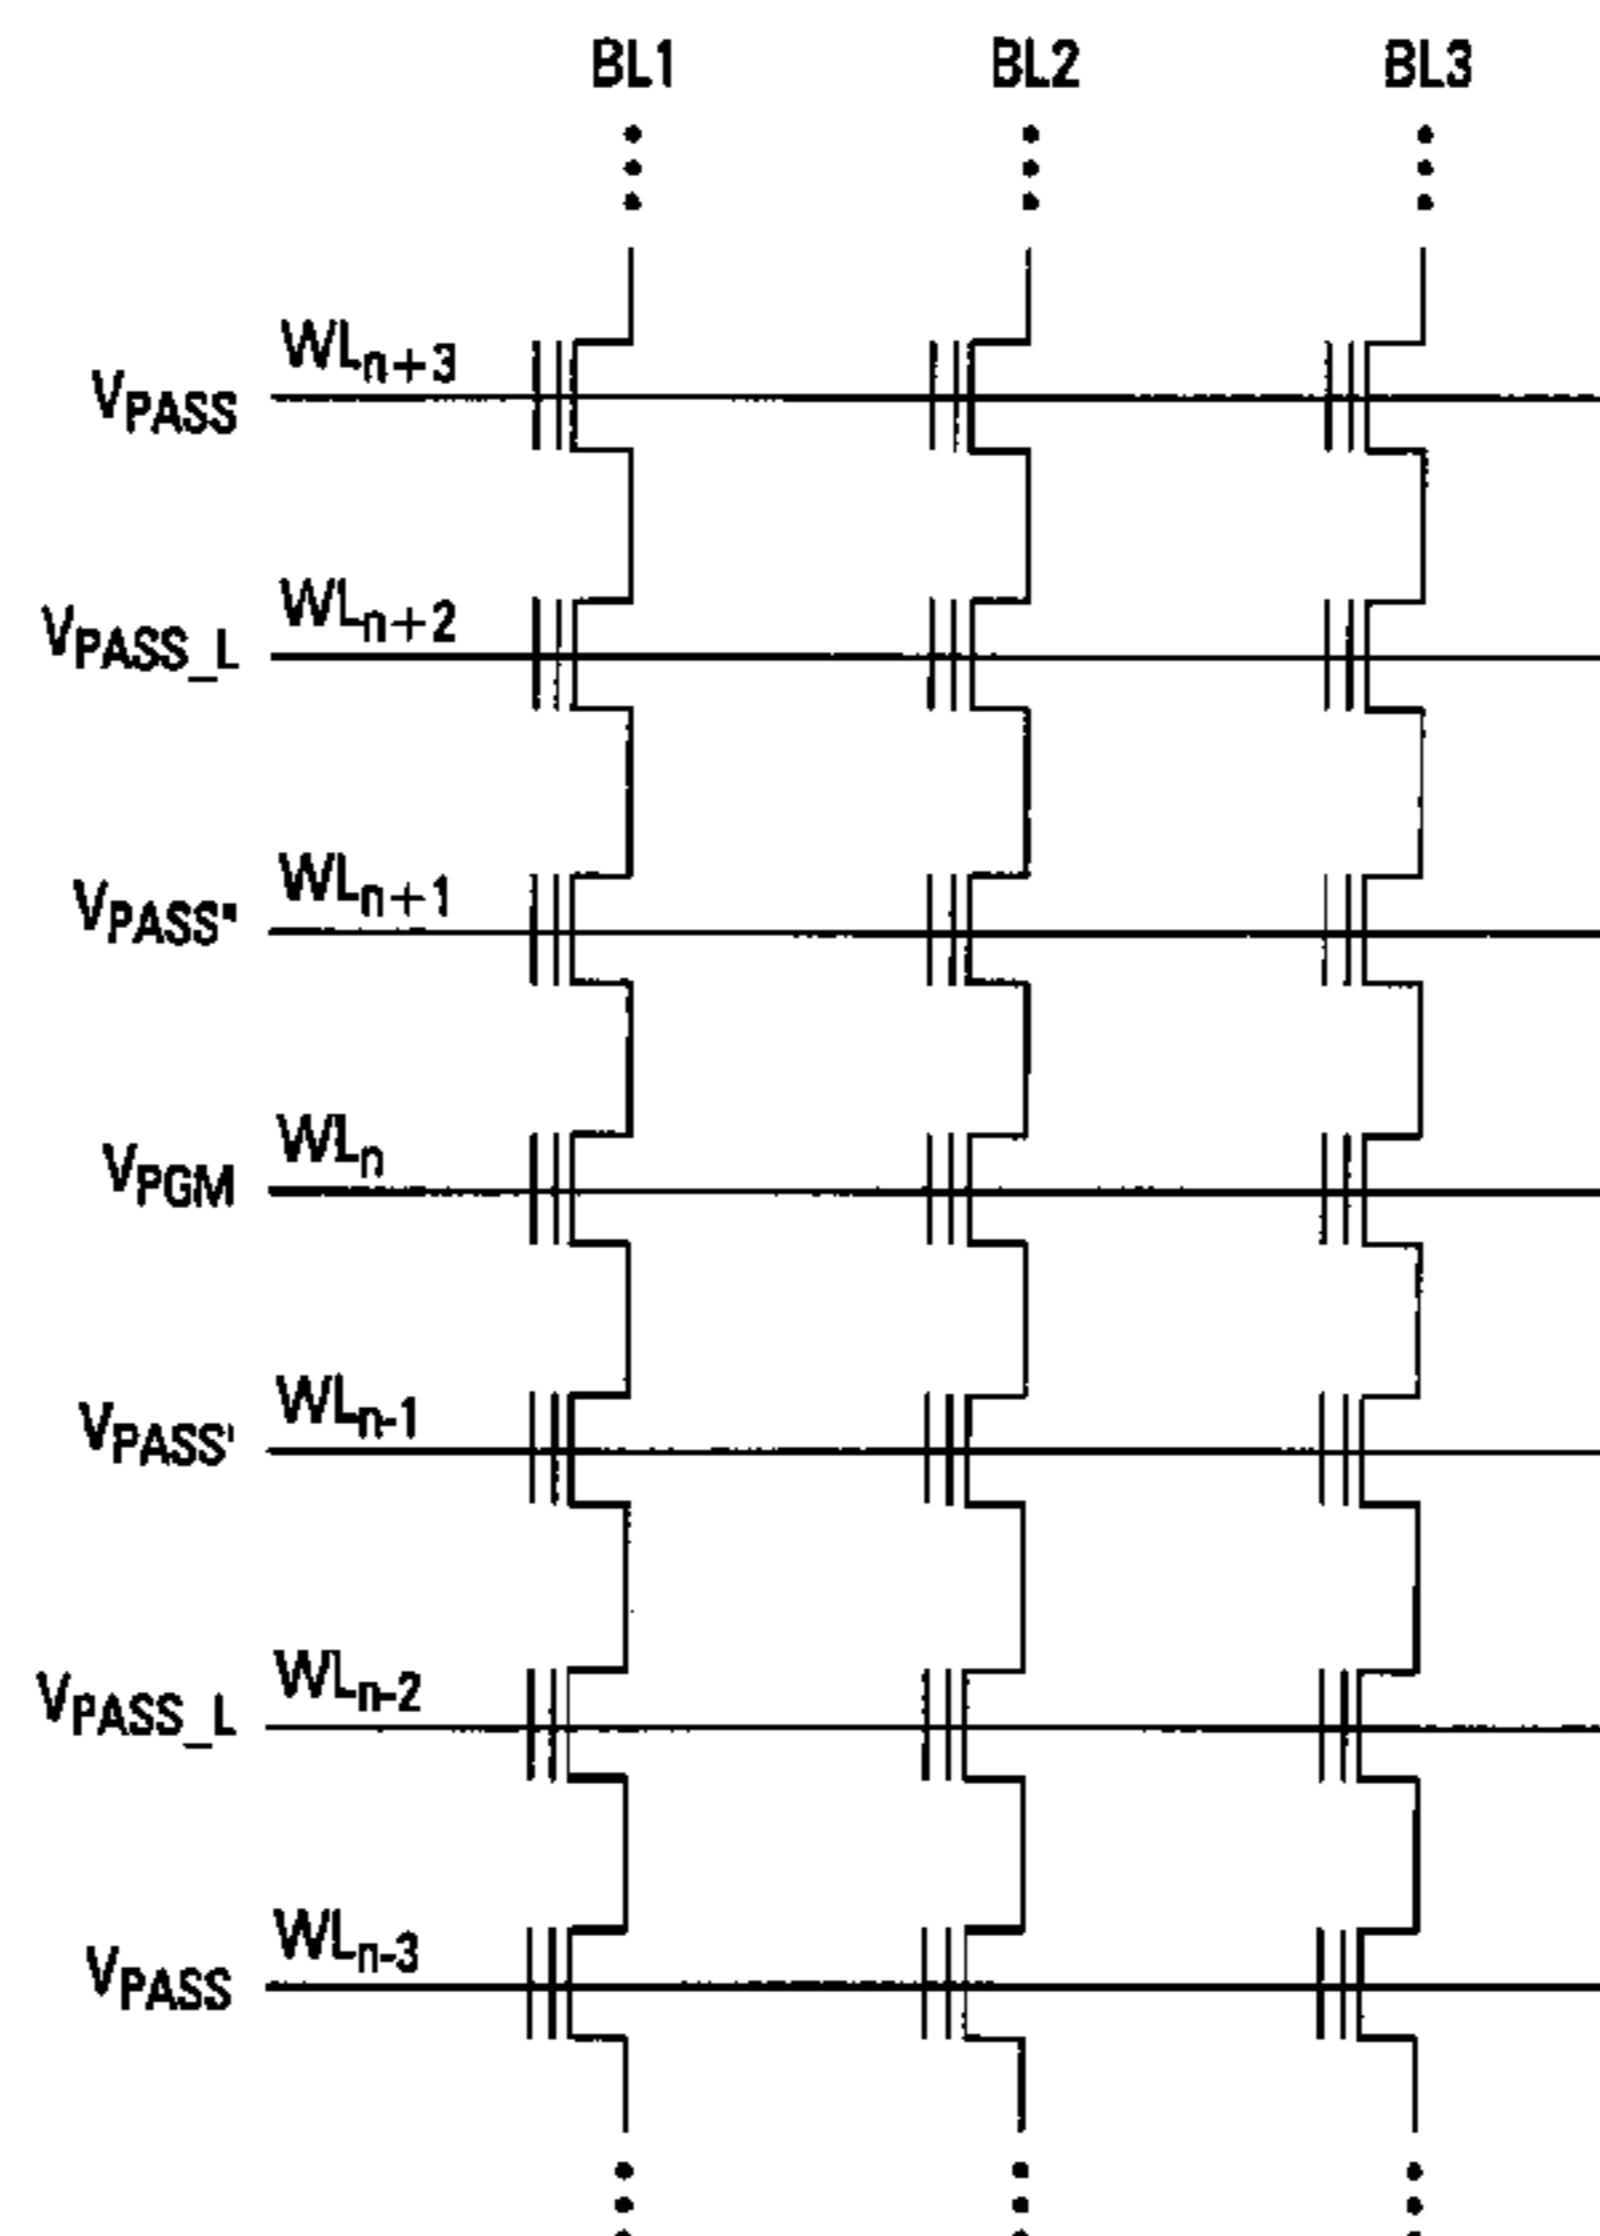 BL1 BL2 BL3
WLn+3
VPASS
WLn+2
VPASS_L
WLn+1
VPASS"
WLn
VPGM
WLn-1
VPASS'
WLn-2
VPASS_L
WLn-3
VPASS